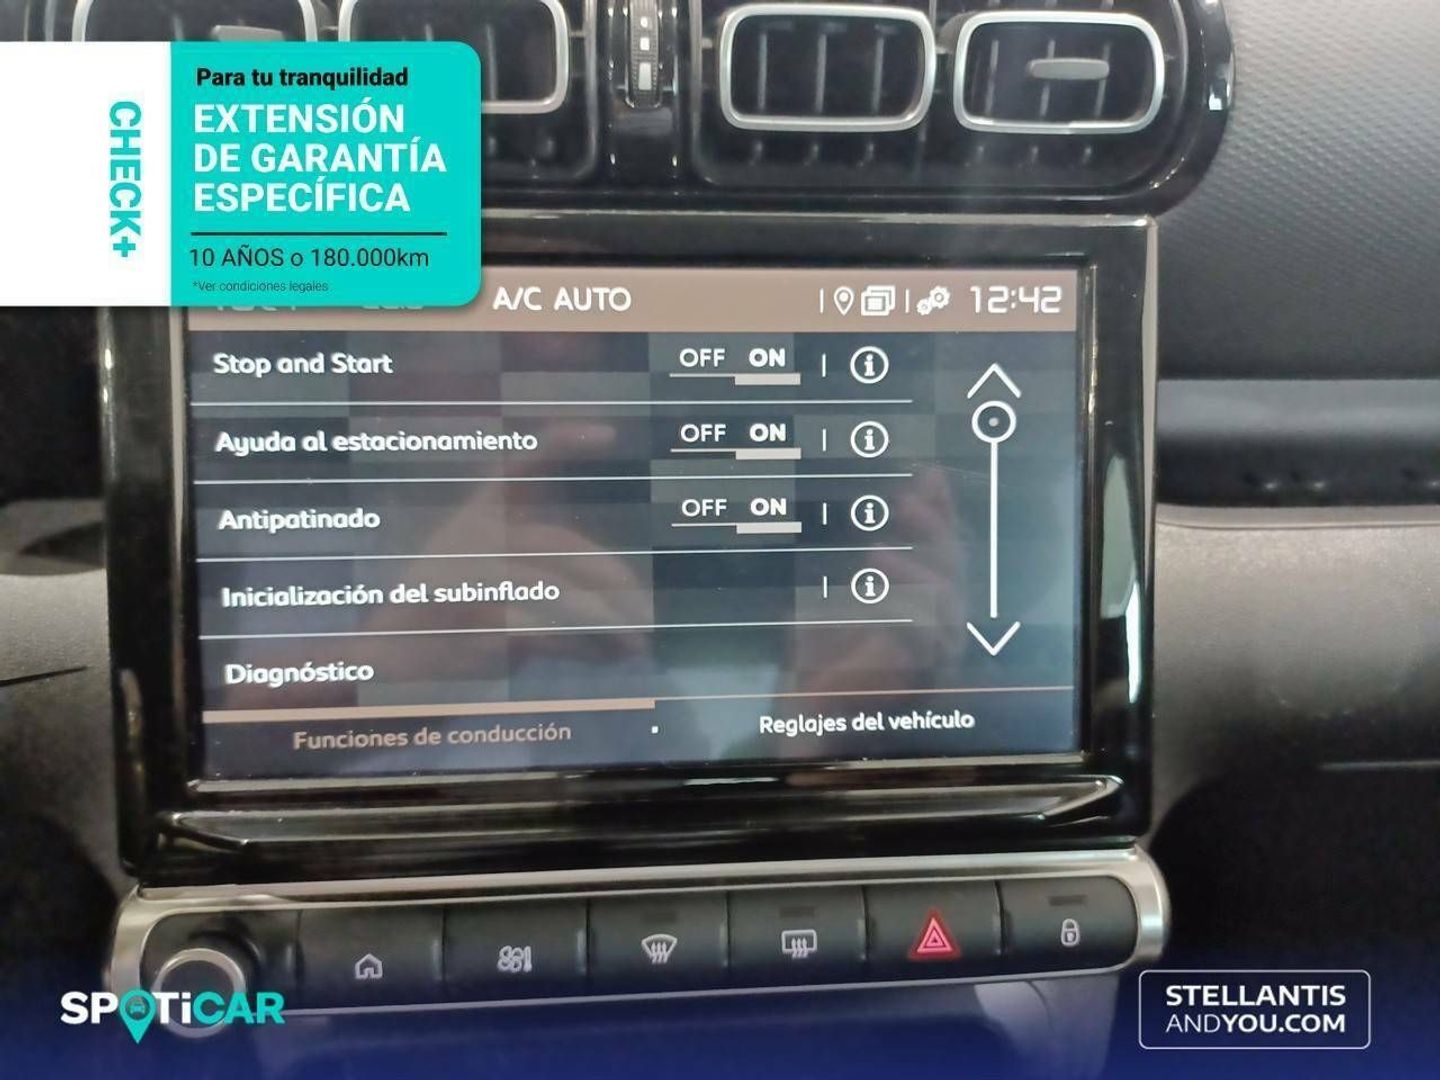 Para tu tranquilidad
EXTENSIÓN
DE GARANTÍA
ESPECÍFICA
10 AÑOS o 180.000km
*Ver condiciones legales
CHECK+
A/C AUTO
12:42
Stop and Start OFF ON
Ayuda al estacionamiento OFF ON
Antipatinado OFF ON
Inicialización del subinflado
Diagnóstico
Funciones de conducción
Reglajes del vehículo
SPOTiCAR
STELLANTIS
ANDYOU.COM